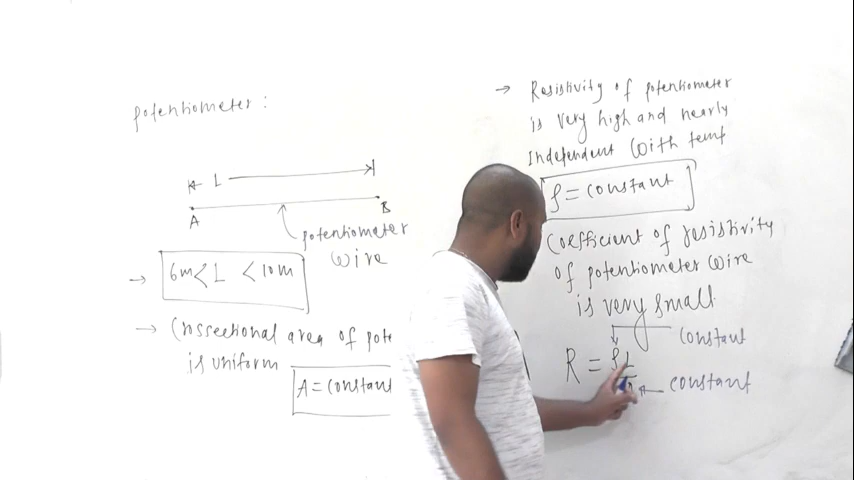 potentiometer :
L
A
B
potentiometer
wire
6m < L < 10m
→ Crossectional area of pote
is uniform
A = constant
→ Resistivity of potentiometer
is very high and nearly
Independent with temp
ρ = constant
Coefficient of resistivity
of potentiometer wire
is very small
constant
R = ρL
constant